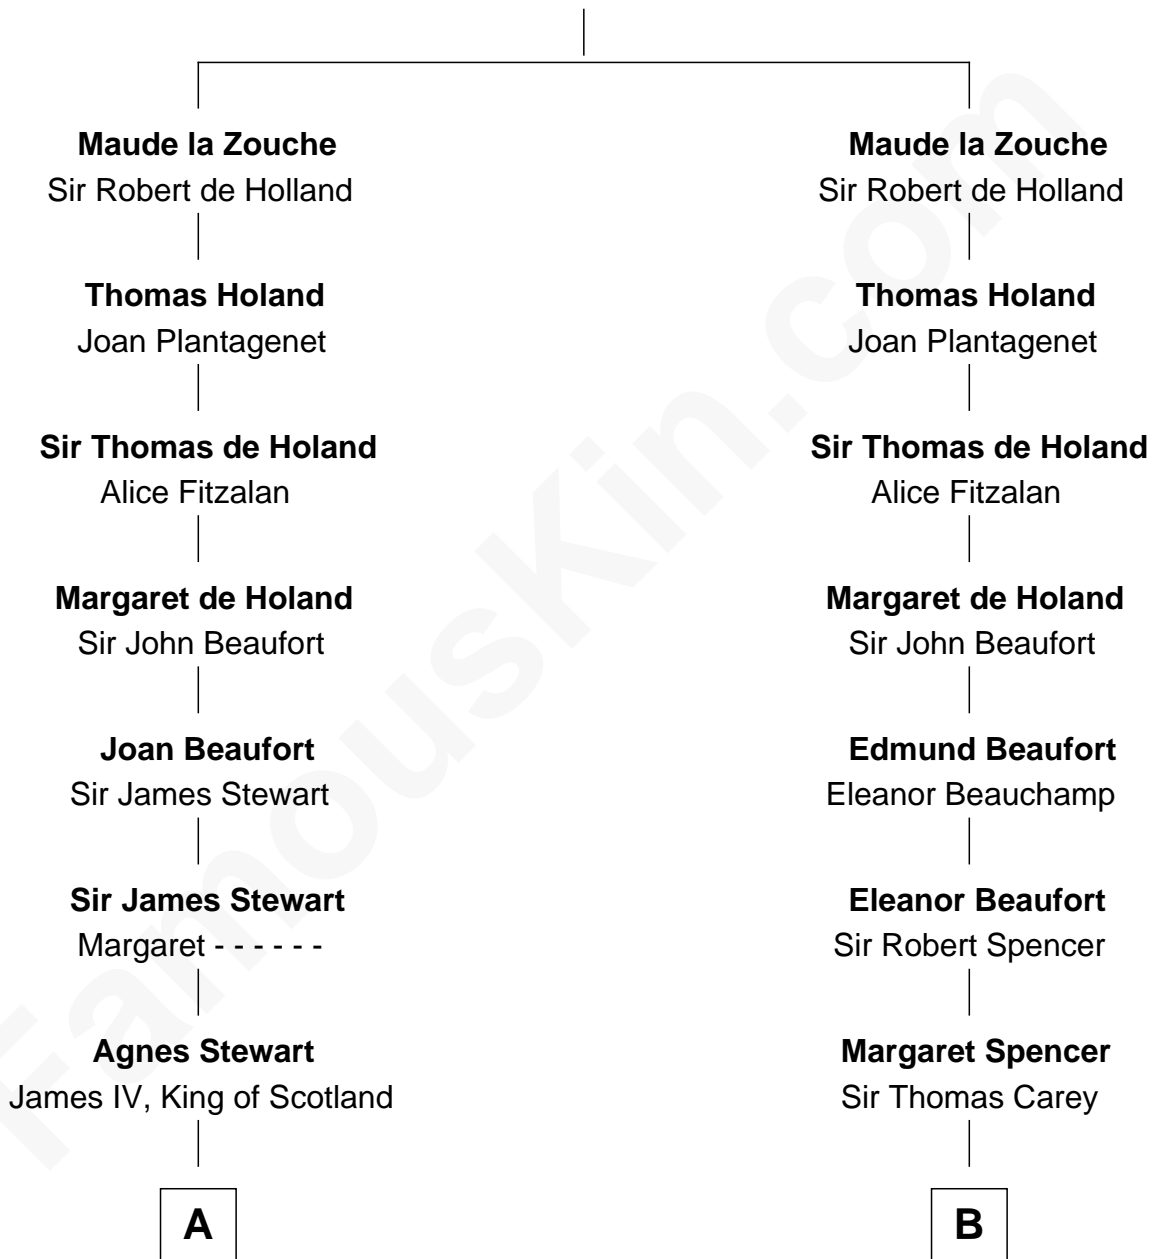 Maude la Zouche
Sir Robert de Holland
Thomas Holand
Joan Plantagenet
Sir Thomas de Holand
Alice Fitzalan
Margaret de Holand
Sir John Beaufort
Joan Beaufort
Sir James Stewart
Sir James Stewart
Margaret - - - - - -
Agnes Stewart
James IV, King of Scotland
A
Maude la Zouche
Sir Robert de Holland
Thomas Holand
Joan Plantagenet
Sir Thomas de Holand
Alice Fitzalan
Margaret de Holand
Sir John Beaufort
Edmund Beaufort
Eleanor Beauchamp
Eleanor Beaufort
Sir Robert Spencer
Margaret Spencer
Sir Thomas Carey
B
FamousKin.com